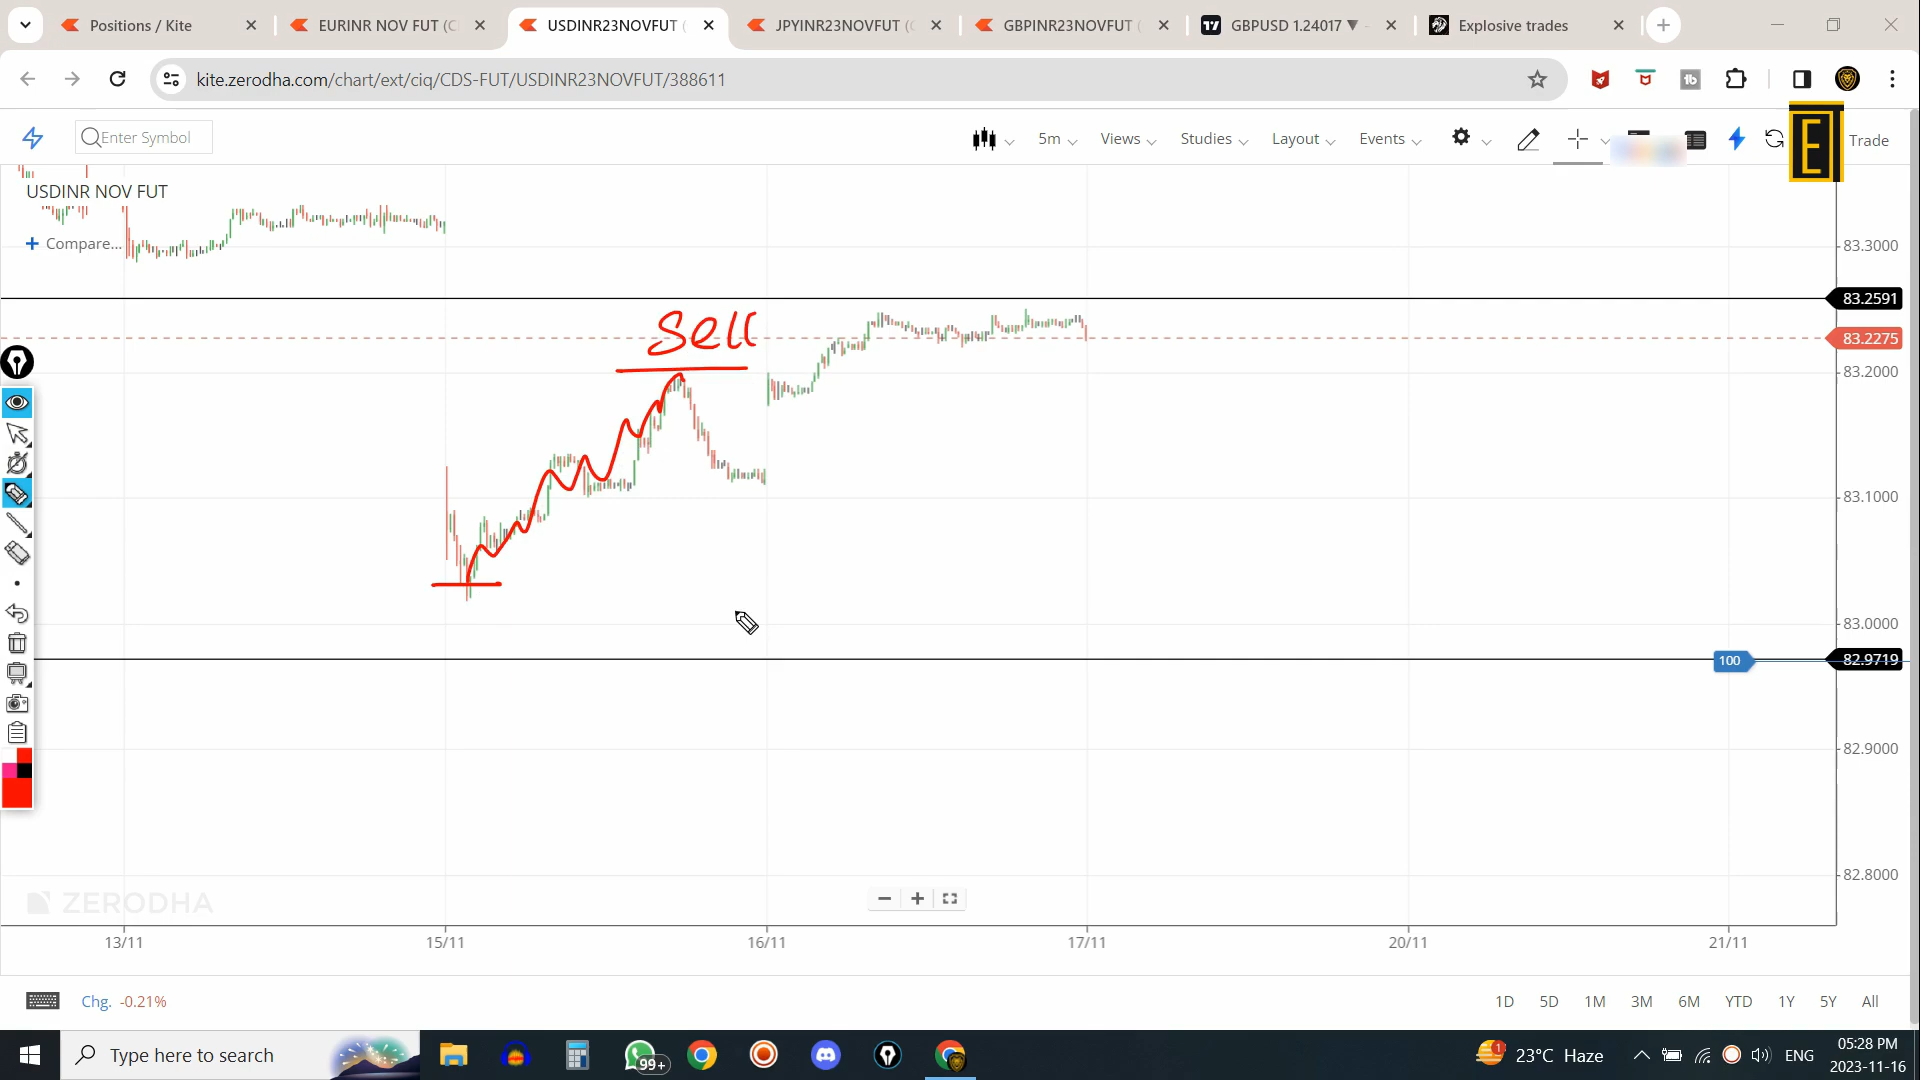 Positions / Kite
EURINR NOV FUT (C
USDINR23NOVFUT (
JPYINR23NOVFUT (C
GBPINR23NOVFUT (
GBPUSD 1.24017 ▼
Explosive trades
kite.zerodha.com/chart/ext/ciq/CDS-FUT/USDINR23NOVFUT/388611
Enter Symbol
5m
Views
Studies
Layout
Events
E
Trade
USDINR NOV FUT
+ Compare...
83.3000
83.2591
Sell
83.2275
83.2000
83.1000
83.0000
100
82.9719
82.9000
82.8000
ZERODHA
13/11
15/11
16/11
17/11
20/11
21/11
Chg. -0.21%
1D 5D 1M 3M 6M YTD 1Y 5Y All
Type here to search
99+
1
23°C Haze
ENG
05:28 PM
2023-11-16